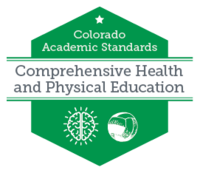 Colorado
Academic Standards
Comprehensive Health
and Physical Education